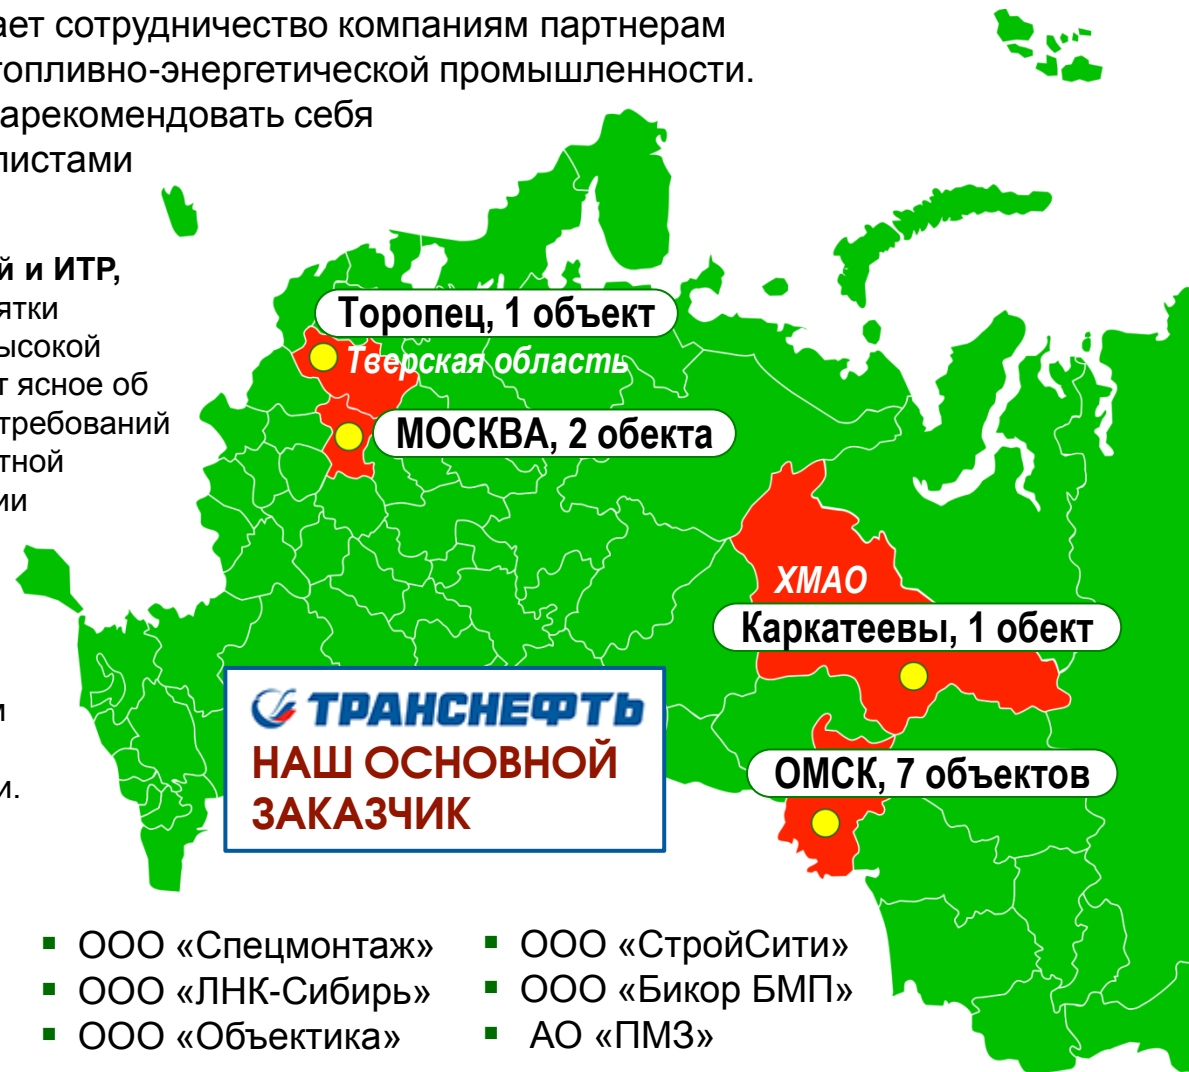 ает сотрудничество компаниям партнерам
топливно-энергетической промышленности.
арекомендовать себя
листами
й и ИТР,
ятки
ысокой
т ясное об
требований
тной
ии
и.
Торопец, 1 объект
Тверская область
МОСКВА, 2 обекта
ХМАО
Каркатеевы, 1 обект
ОМСК, 7 объектов
ТРАНСНЕФТЬ
НАШ ОСНОВНОЙ
ЗАКАЗЧИК
▪ ООО «Спецмонтаж»
▪ ООО «ЛНК-Сибирь»
▪ ООО «Объектика»
▪ ООО «СтройСити»
▪ ООО «Бикор БМП»
▪ АО «ПМЗ»